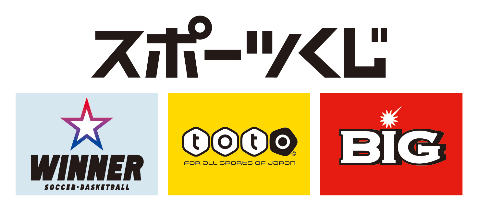 スポーツくじ
WINNER
SOCCER・BASKETBALL
toto
FOR ALL SPORTS OF JAPAN
BIG